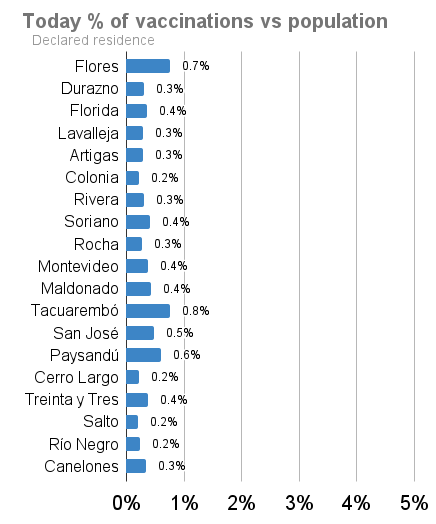 Today % of vaccinations vs population
Declared residence
Flores 0.7%
Durazno 0.3%
Florida 0.4%
Lavalleja 0.3%
Artigas 0.3%
Colonia 0.2%
Rivera 0.3%
Soriano 0.4%
Rocha 0.3%
Montevideo 0.4%
Maldonado 0.4%
Tacuarembó 0.8%
San José 0.5%
Paysandú 0.6%
Cerro Largo 0.2%
Treinta y Tres 0.4%
Salto 0.2%
Río Negro 0.2%
Canelones 0.3%
0% 1% 2% 3% 4% 5%